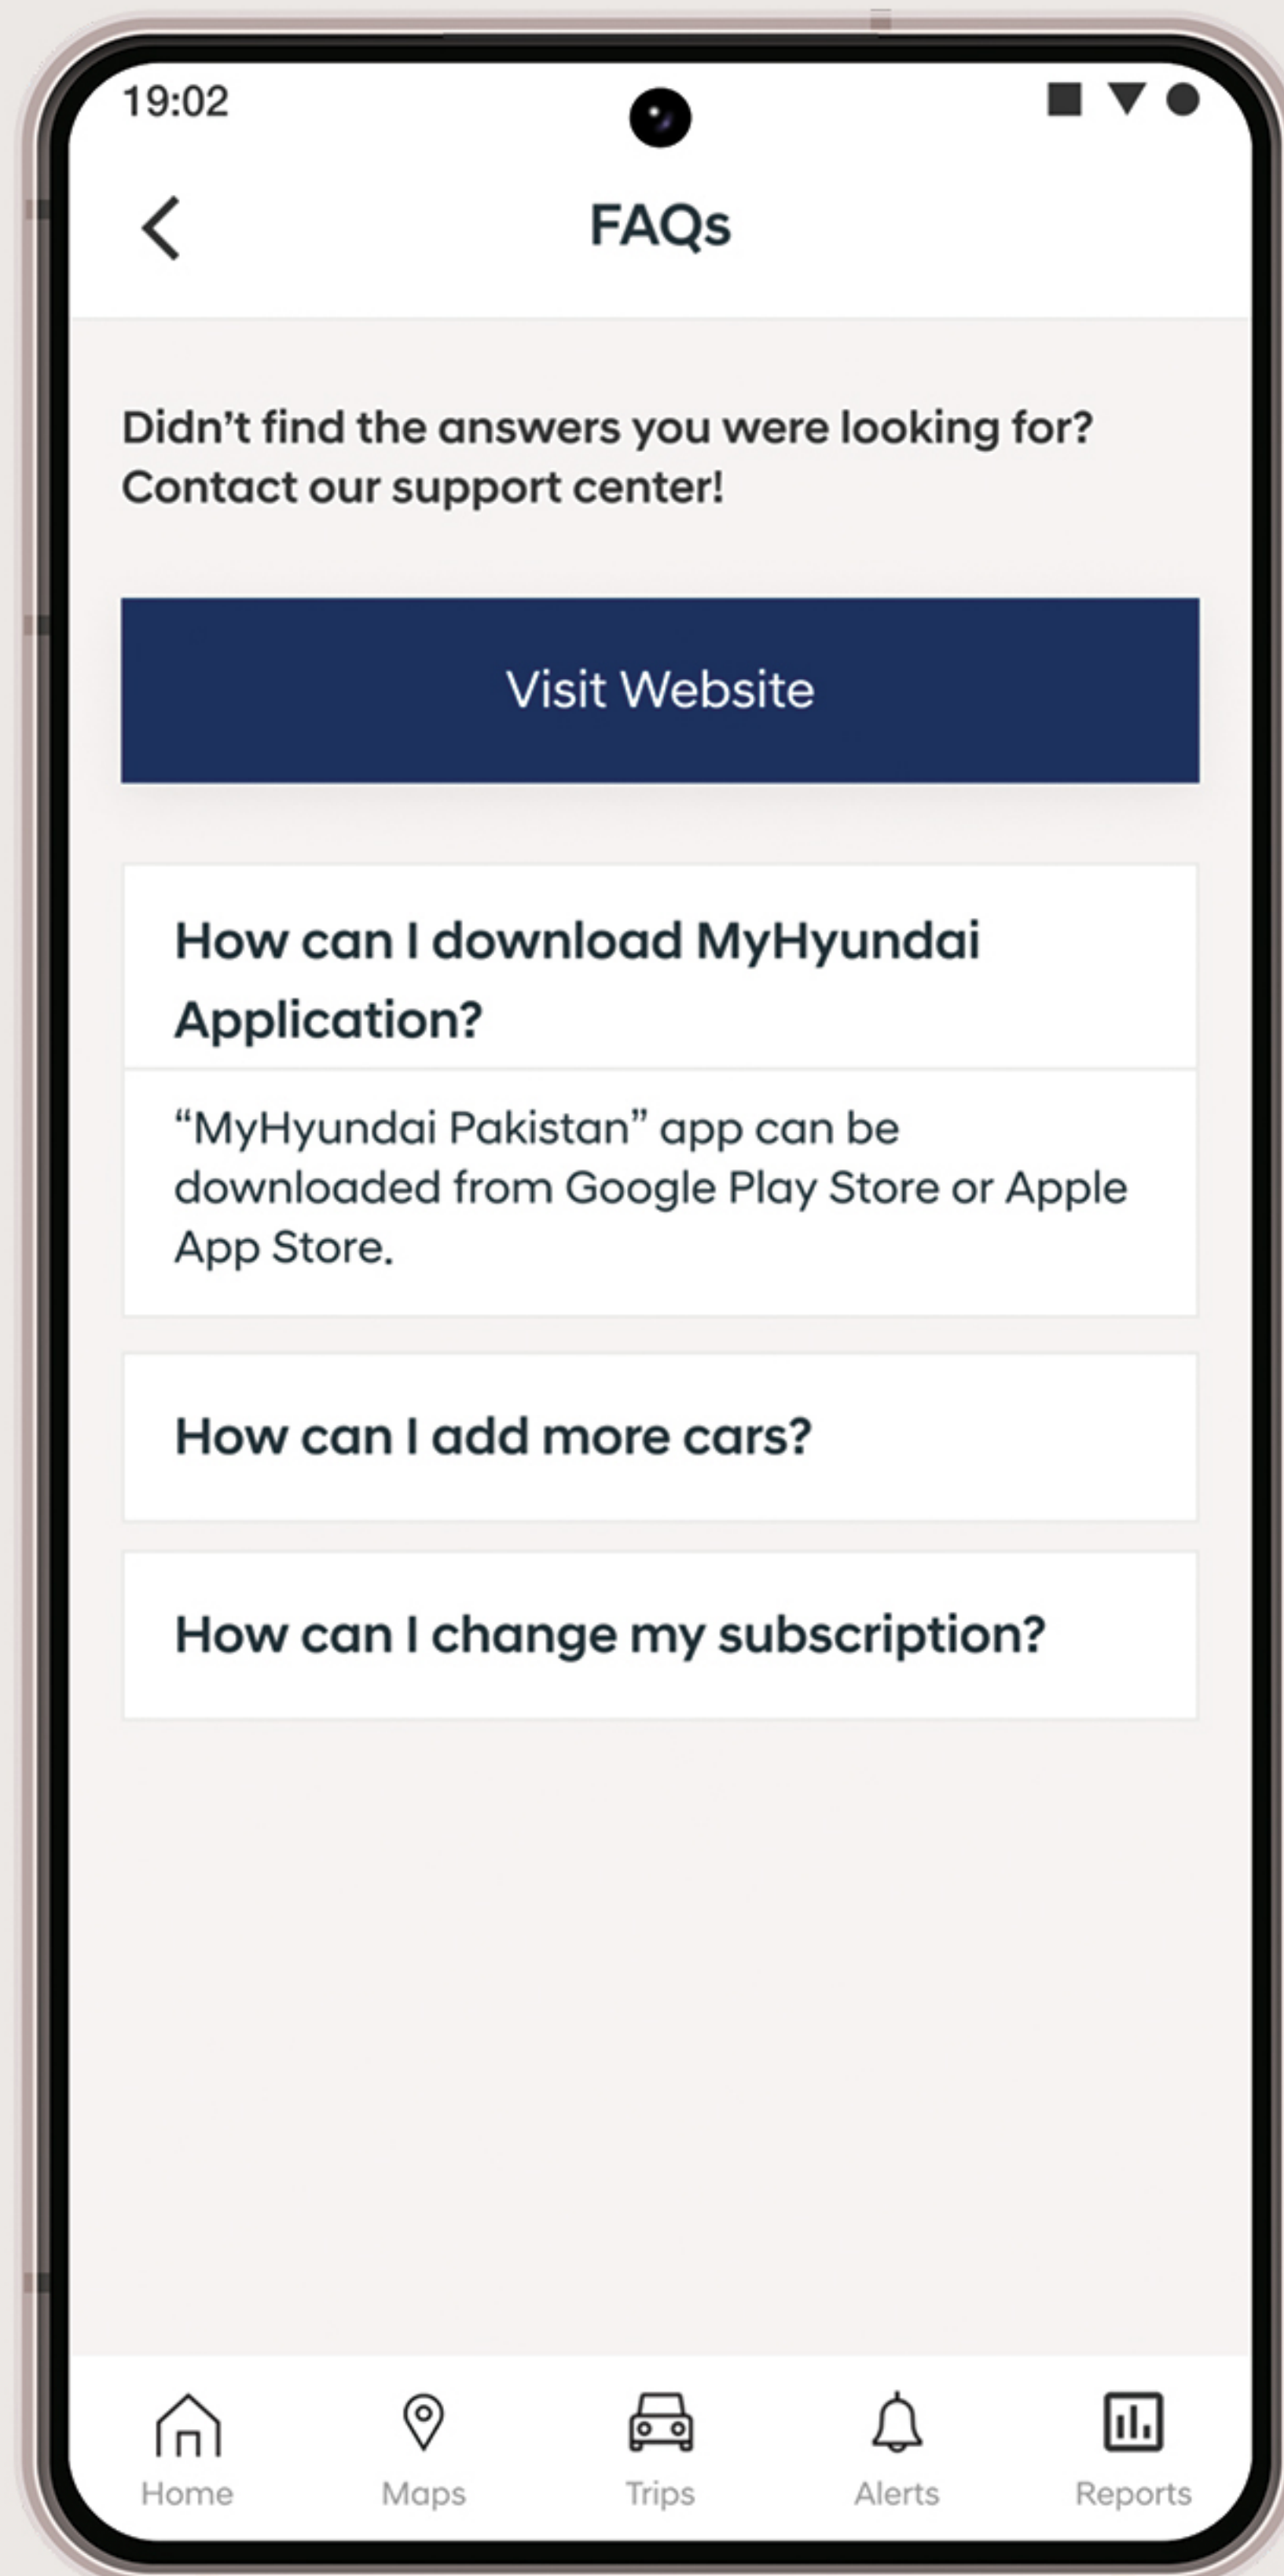 19:02
FAQs
Didn’t find the answers you were looking for?
Contact our support center!
Visit Website
How can I download MyHyundai
Application?
“MyHyundai Pakistan” app can be
downloaded from Google Play Store or Apple
App Store.
How can I add more cars?
How can I change my subscription?
Home
Maps
Trips
Alerts
Reports